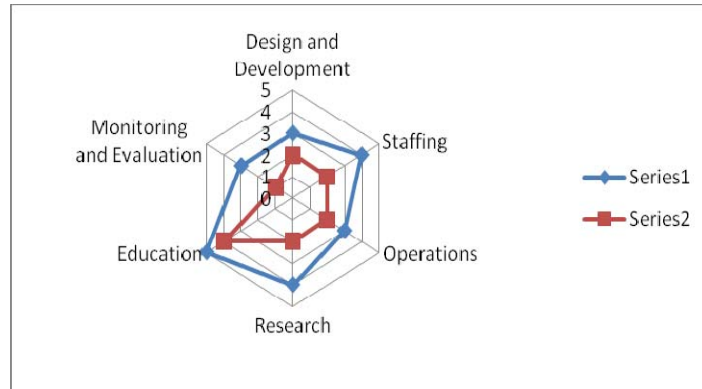 Design and
Development
5
4
3
2
1
0
Monitoring
and Evaluation
Staffing
Education
Operations
Research
Series1
Series2